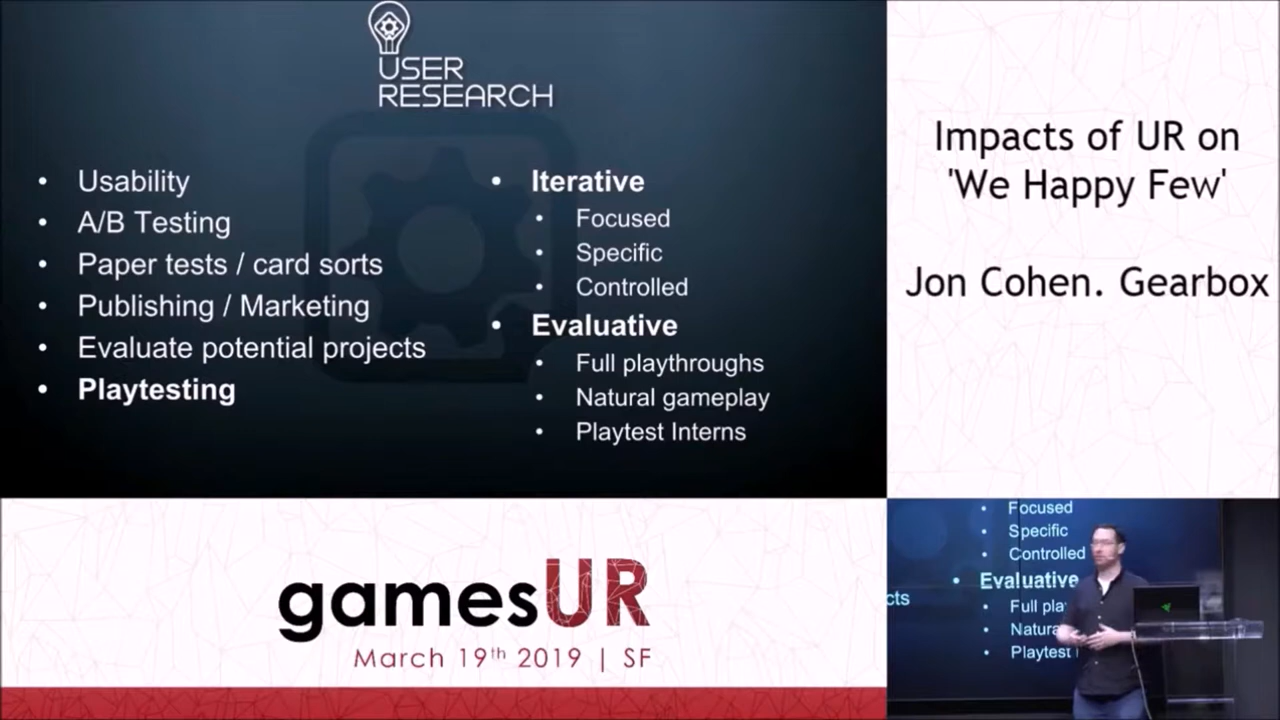 USER
RESEARCH
• Usability
• A/B Testing
• Paper tests / card sorts
• Publishing / Marketing
• Evaluate potential projects
• Playtesting
• Iterative
• Focused
• Specific
• Controlled
• Evaluative
• Full playthroughs
• Natural gameplay
• Playtest Interns
Impacts of UR on
'We Happy Few'
Jon Cohen. Gearbox
gamesUR
March 19th 2019 | SF
• Focused
• Specific
• Controlled
• Evaluative
cts
• Full pla
• Natura
• Playtest